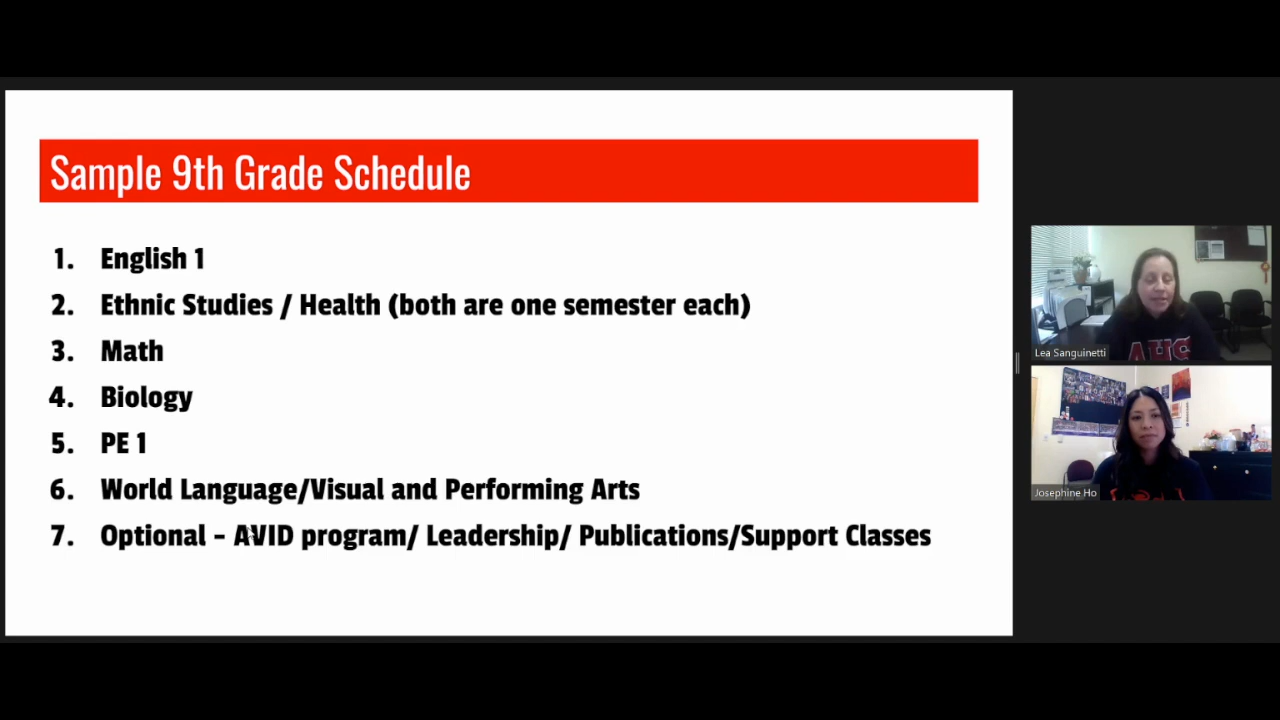 Sample 9th Grade Schedule
1. English 1
2. Ethnic Studies / Health (both are one semester each)
3. Math
4. Biology
5. PE 1
6. World Language/Visual and Performing Arts
7. Optional - AVID program/ Leadership/ Publications/Support Classes
AHS
Lea Sanguinetti
Josephine Ho